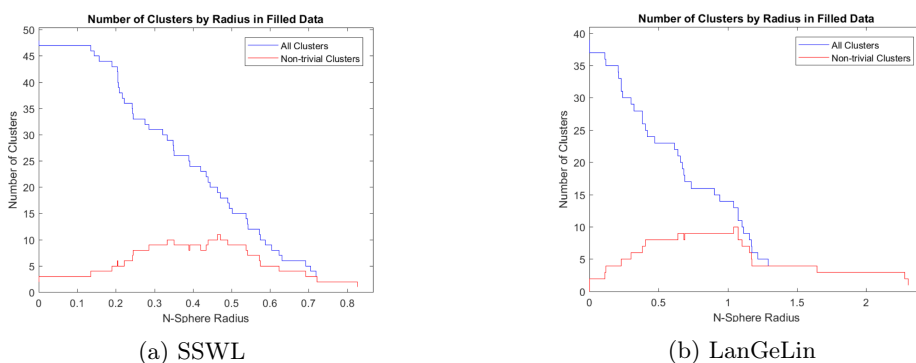 Number of Clusters by Radius in Filled Data
50
45
40
35
30
25
20
15
10
5
0
Number of Clusters
All Clusters
Non-trivial Clusters
0 0.1 0.2 0.3 0.4 0.5 0.6 0.7 0.8
N-Sphere Radius
(a) SSWL
Number of Clusters by Radius in Filled Data
40
35
30
25
20
15
10
5
0
Number of Clusters
All Clusters
Non-trivial Clusters
0 0.5 1 1.5 2
N-Sphere Radius
(b) LanGeLin